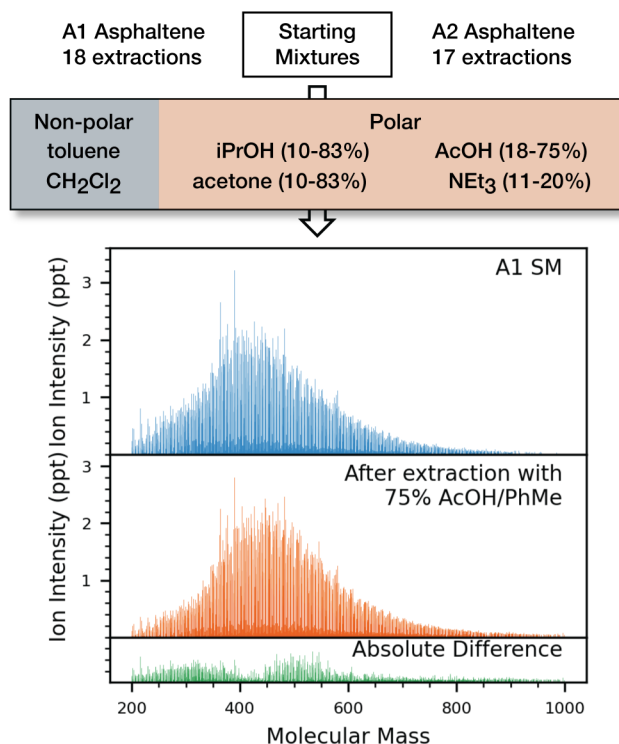 A1 Asphaltene
18 extractions
Starting
Mixtures
A2 Asphaltene
17 extractions
Non-polar
toluene
CH2Cl2
Polar
iPrOH (10-83%)
AcOH (18-75%)
acetone (10-83%)
NEt3 (11-20%)
A1 SM
Ion Intensity (ppt)
3
2
1
After extraction with
75% AcOH/PhMe
Ion Intensity (ppt)
3
2
1
Absolute Difference
200 400 600 800 1000
Molecular Mass